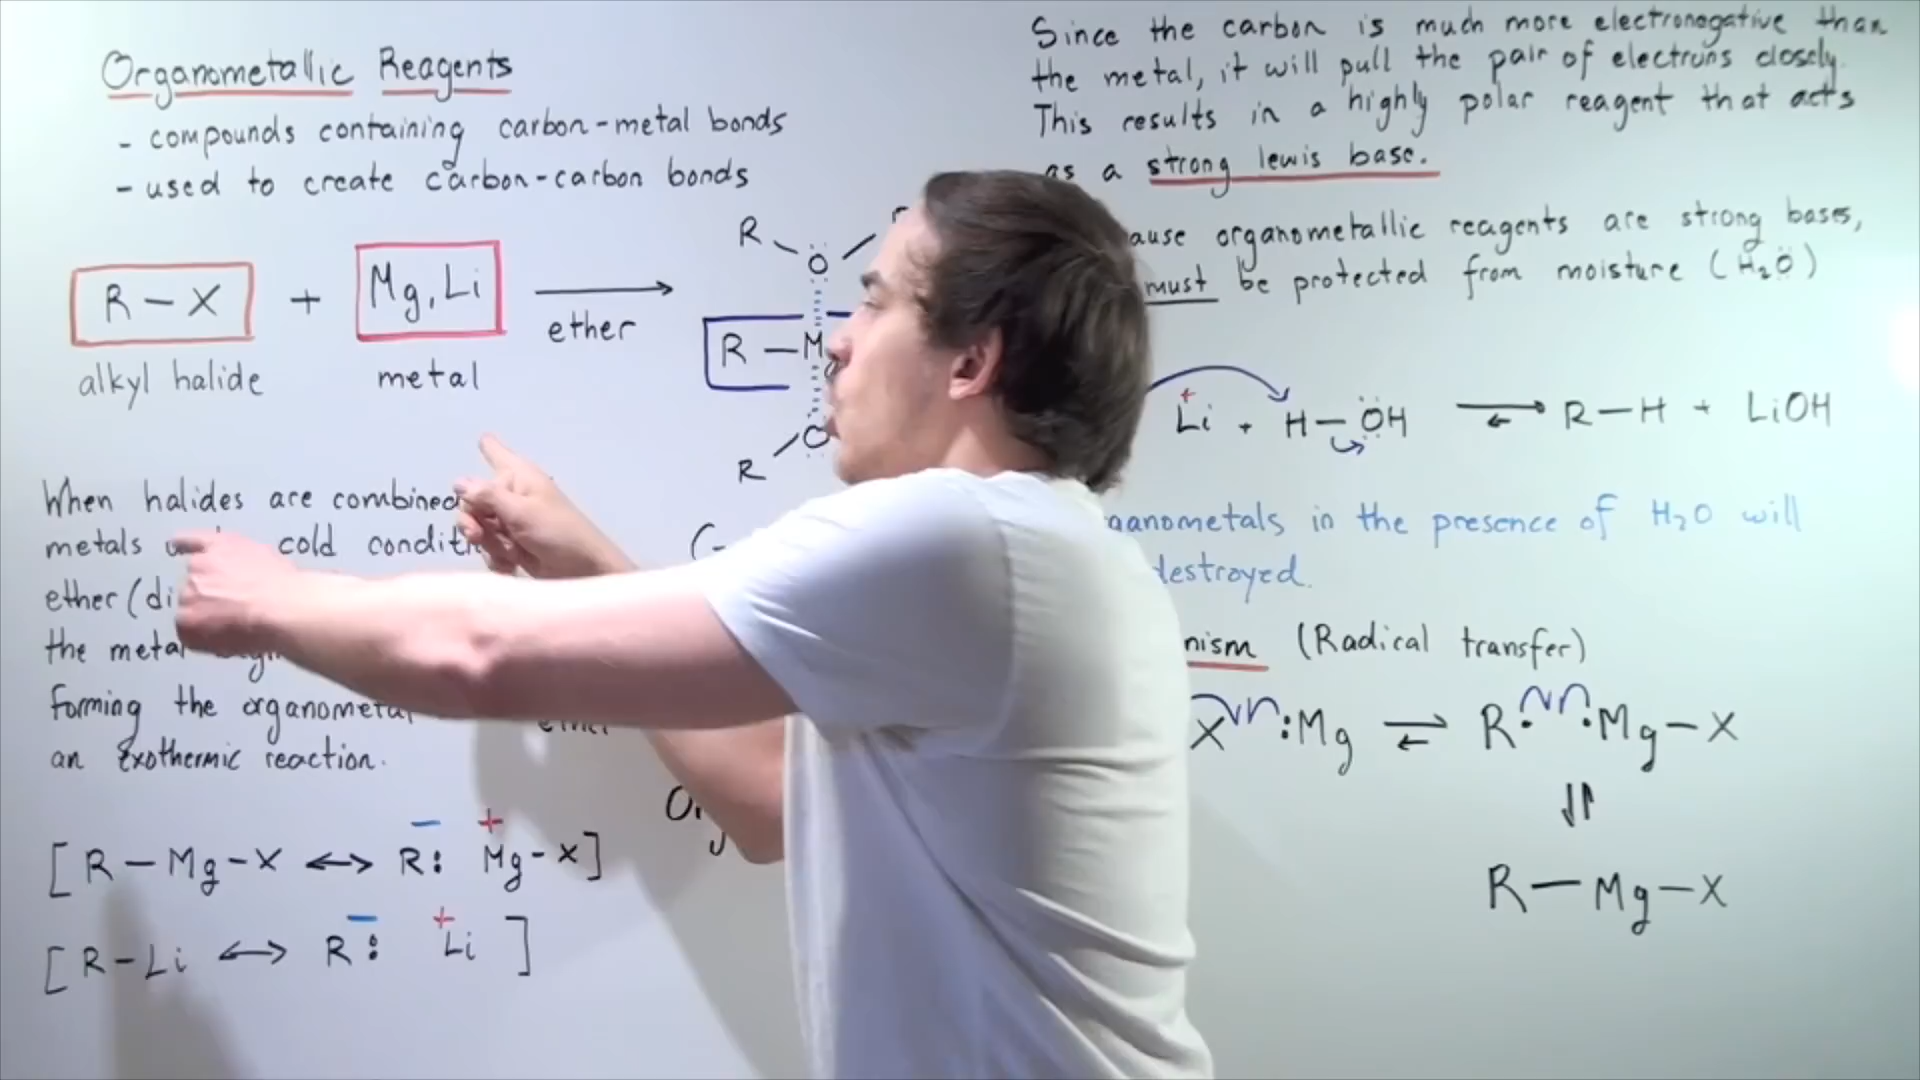 Organometallic Reagents
- compounds containing carbon-metal bonds
- used to create carbon-carbon bonds
R – X + Mg, Li → ether
alkyl halide metal
R O
R – Mg
R O
When halides are combined
metals cold
ether (
the metal
forming the
an Exothermic reaction.
[R – Mg – X ↔ R:⁻ ⁺Mg – X]
[R – Li ↔ R:⁻ ⁺Li]
Since the carbon is much more electronegative than
the metal, it will pull the pair of electrons closely.
This results in a highly polar reagent that acts
as a strong lewis base.
organometallic reagents are strong bases,
must be protected from moisture (H₂Ö)
Li⁺ + H – ÖH ⇌ R – H + LiOH
in the presence of H₂O will
(Radical transfer)
X :Mg ⇌ R· ·Mg – X
⇌
R – Mg – X